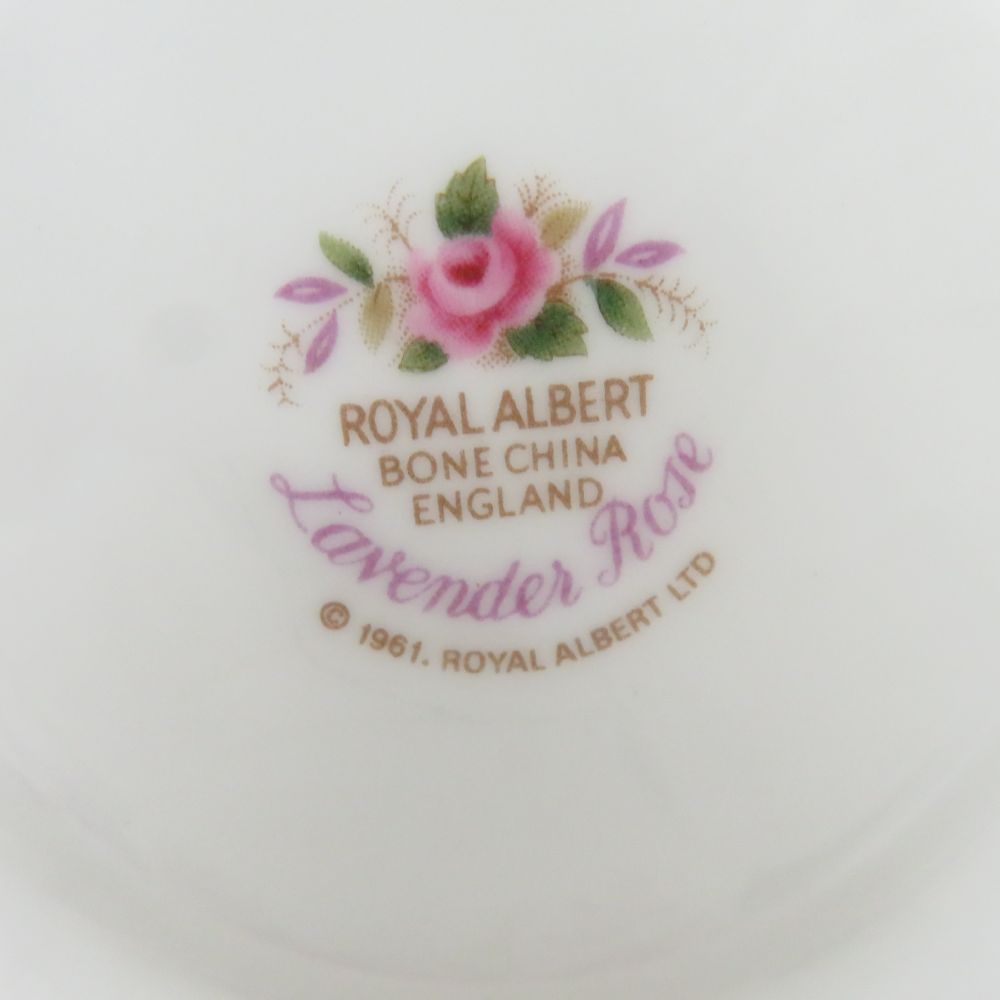 ROYAL ALBERT
BONE CHINA
ENGLAND
Lavender Rose
© 1961. ROYAL ALBERT LTD